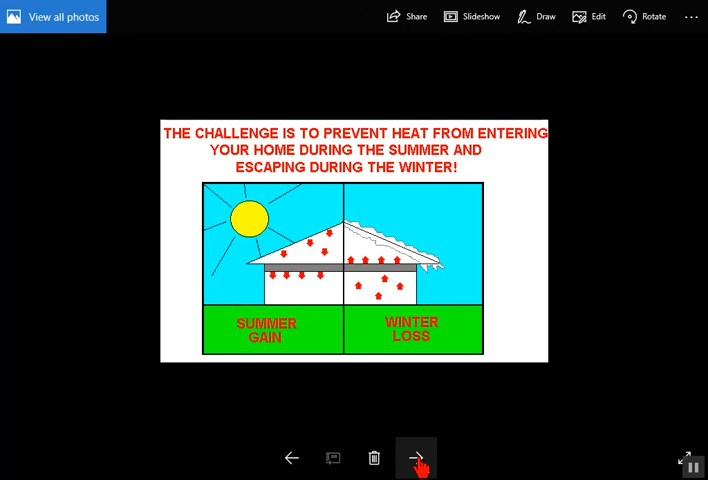 View all photos
Share
Slideshow
Draw
Edit
Rotate
THE CHALLENGE IS TO PREVENT HEAT FROM ENTERING
YOUR HOME DURING THE SUMMER AND
ESCAPING DURING THE WINTER!
SUMMER
GAIN
WINTER
LOSS